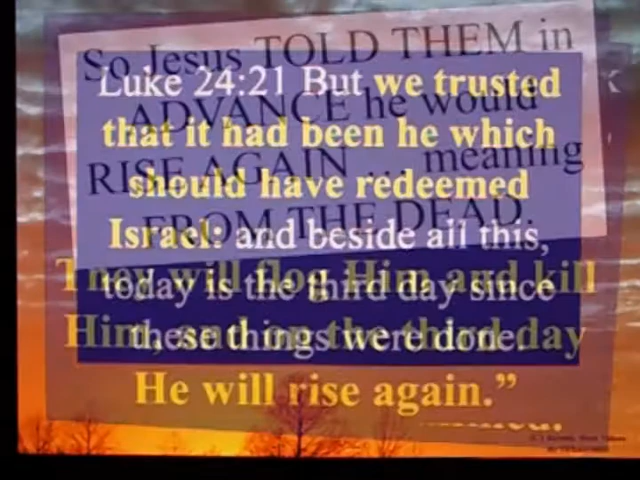 So Jesus TOLD THEM in
ADVANCE he would
RISE AGAIN ... meaning
FROM THE DEAD.
Luke 24:21 But we trusted
that it had been he which
should have redeemed
Israel: and beside all this,
today is the third day since
these things were done.
They will flog Him and kill
Him, and on the third day
He will rise again.”